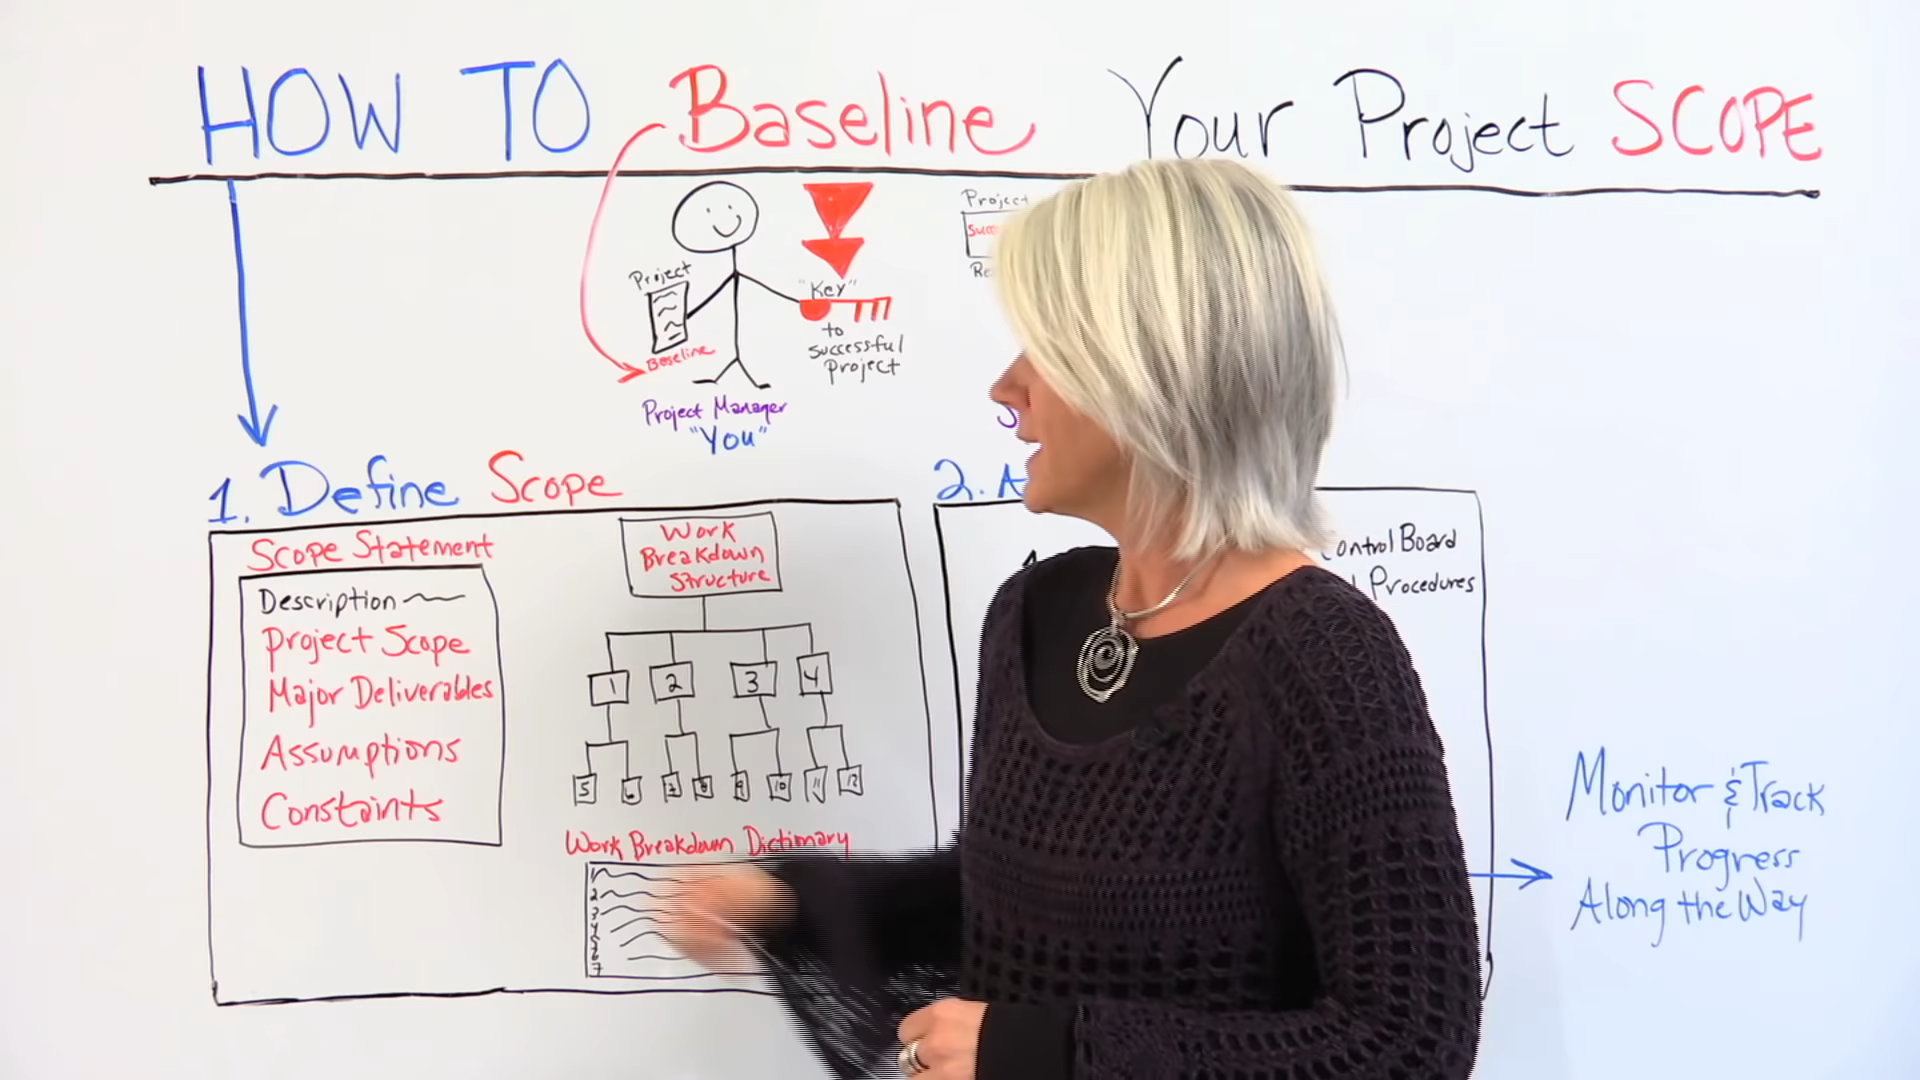 HOW TO Baseline Your Project SCOPE
Project
Baseline
Project Manager
"You"
"Key"
to
successful
project
Project
1. Define Scope
Scope Statement
Description
Project Scope
Major Deliverables
Assumptions
Constaints
Work
Breakdown
Structure
1 2 3 4
5 6 7 8 9 10 11 12
Work Breakdown Dictionary
1
2
3
4
5
6
7
2.
Board
Procedures
Monitor & Track
Progress
Along the Way